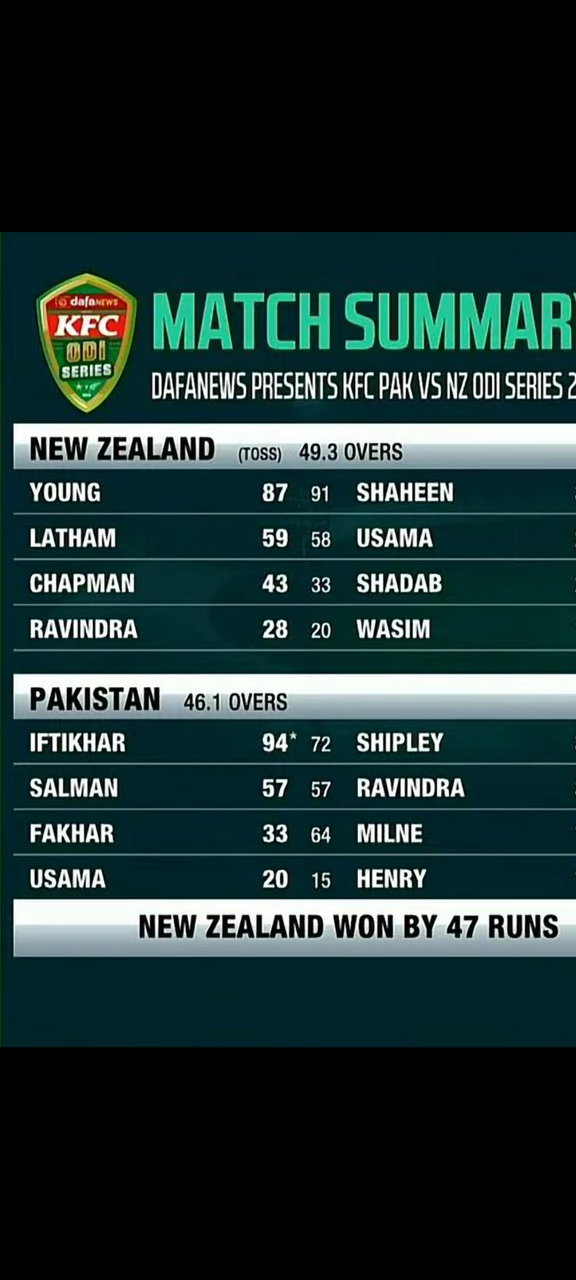 dafaNEWS
KFC
ODI
SERIES
MATCH SUMMARY
DAFANEWS PRESENTS KFC PAK VS NZ ODI SERIES 2
NEW ZEALAND (TOSS) 49.3 OVERS
YOUNG 87 91 SHAHEEN
LATHAM 59 58 USAMA
CHAPMAN 43 33 SHADAB
RAVINDRA 28 20 WASIM
PAKISTAN 46.1 OVERS
IFTIKHAR 94* 72 SHIPLEY
SALMAN 57 57 RAVINDRA
FAKHAR 33 64 MILNE
USAMA 20 15 HENRY
NEW ZEALAND WON BY 47 RUNS